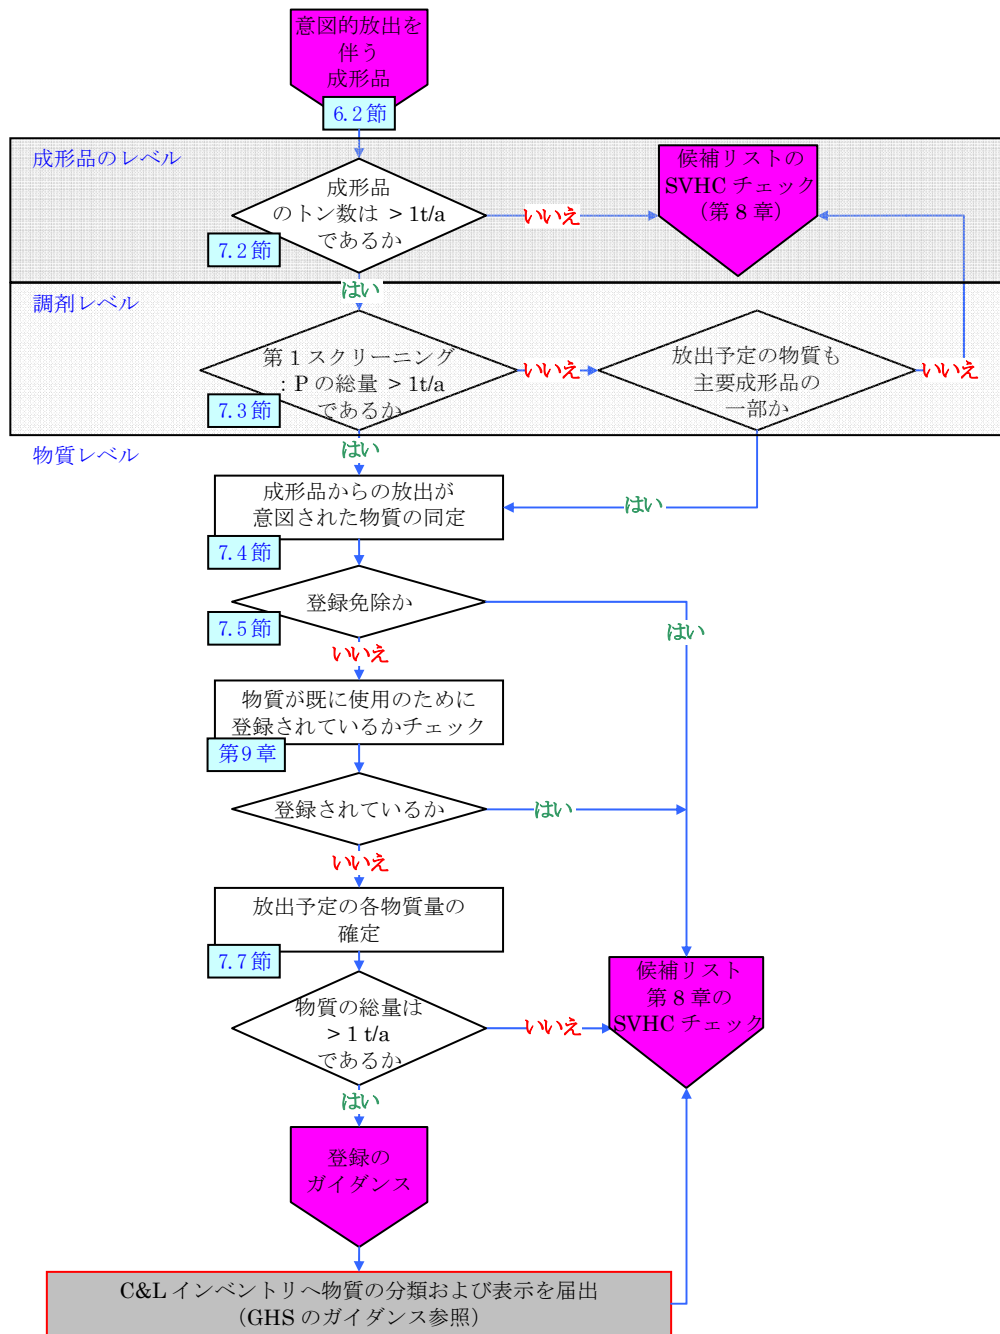 意図的放出を
伴う
成形品
6.2節
成形品のレベル
成形品
のトン数は > 1t/a
であるか
7.2節
いいえ
候補リストの
SVHC チェック
（第 8 章）
はい
調剤レベル
第 1 スクリーニング
: P の総量 > 1t/a
であるか
7.3節
いいえ
放出予定の物質も
主要成形品の
一部か
いいえ
はい
物質レベル
成形品からの放出が
意図された物質の同定
はい
7.4節
登録免除か
7.5節
はい
いいえ
物質が既に使用のために
登録されているかチェック
第9章
登録されているか
はい
いいえ
放出予定の各物質量の
確定
7.7節
物質の総量は
> 1 t/a
であるか
いいえ
候補リスト
第 8 章の
SVHC チェック
はい
登録の
ガイダンス
C&L インベントリへ物質の分類および表示を届出
（GHS のガイダンス参照）